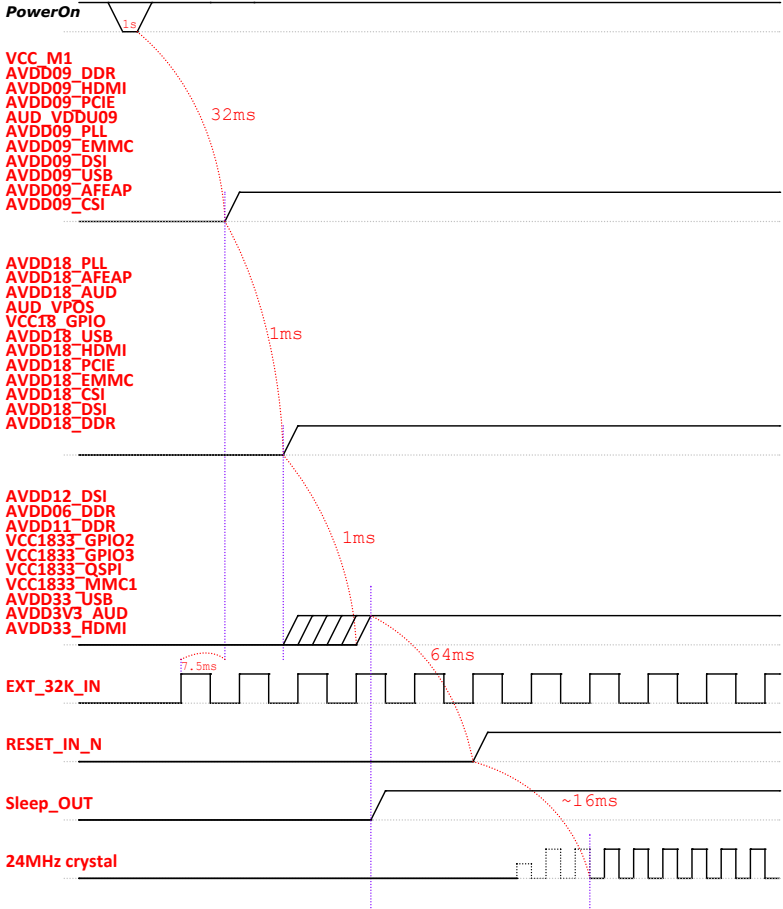 PowerOn
1s
VCC_M1
AVDD09_DDR
AVDD09_HDMI
AVDD09_PCIE
AUD_VDDU09
AVDD09_PLL
AVDD09_EMMC
AVDD09_DSI
AVDD09_USB
AVDD09_AFEAP
AVDD09_CSI
32ms
AVDD18_PLL
AVDD18_AFEAP
AVDD18_AUD
AUD_VPOS
VCC18_GPIO
AVDD18_USB
AVDD18_HDMI
AVDD18_PCIE
AVDD18_EMMC
AVDD18_CSI
AVDD18_DSI
AVDD18_DDR
1ms
AVDD12_DSI
AVDD06_DDR
AVDD11_DDR
VCC1833_GPIO2
VCC1833_GPIO3
VCC1833_QSPI
VCC1833_MMC1
AVDD33_USB
AVDD3V3_AUD
AVDD33_HDMI
1ms
64ms
7.5ms
EXT_32K_IN
RESET_IN_N
Sleep_OUT
~16ms
24MHz crystal